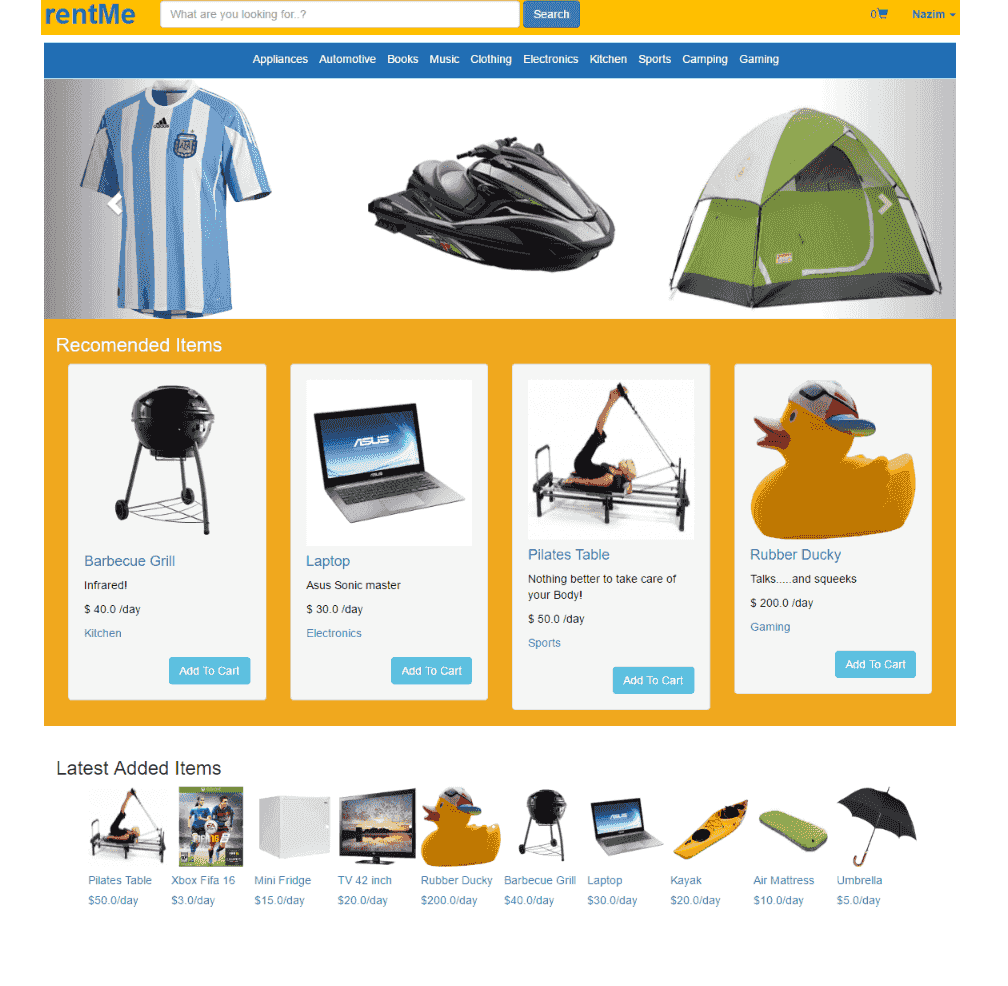 rentMe
What are you looking for..?
Search
0
Nazim
Appliances Automotive Books Music Clothing Electronics Kitchen Sports Camping Gaming
adidas
AFA
Recomended Items
ASUS
Barbecue Grill
Infrared!
$ 40.0 /day
Kitchen
Add To Cart
Laptop
Asus Sonic master
$ 30.0 /day
Electronics
Add To Cart
Pilates Table
Nothing better to take care of
your Body!
$ 50.0 /day
Sports
Add To Cart
Rubber Ducky
Talks.....and squeeks
$ 200.0 /day
Gaming
Add To Cart
Latest Added Items
FIFA 16
ASUS
Pilates Table
$50.0/day
Xbox Fifa 16
$3.0/day
Mini Fridge
$15.0/day
TV 42 inch
$20.0/day
Rubber Ducky
$200.0/day
Barbecue Grill
$40.0/day
Laptop
$30.0/day
Kayak
$20.0/day
Air Mattress
$10.0/day
Umbrella
$5.0/day